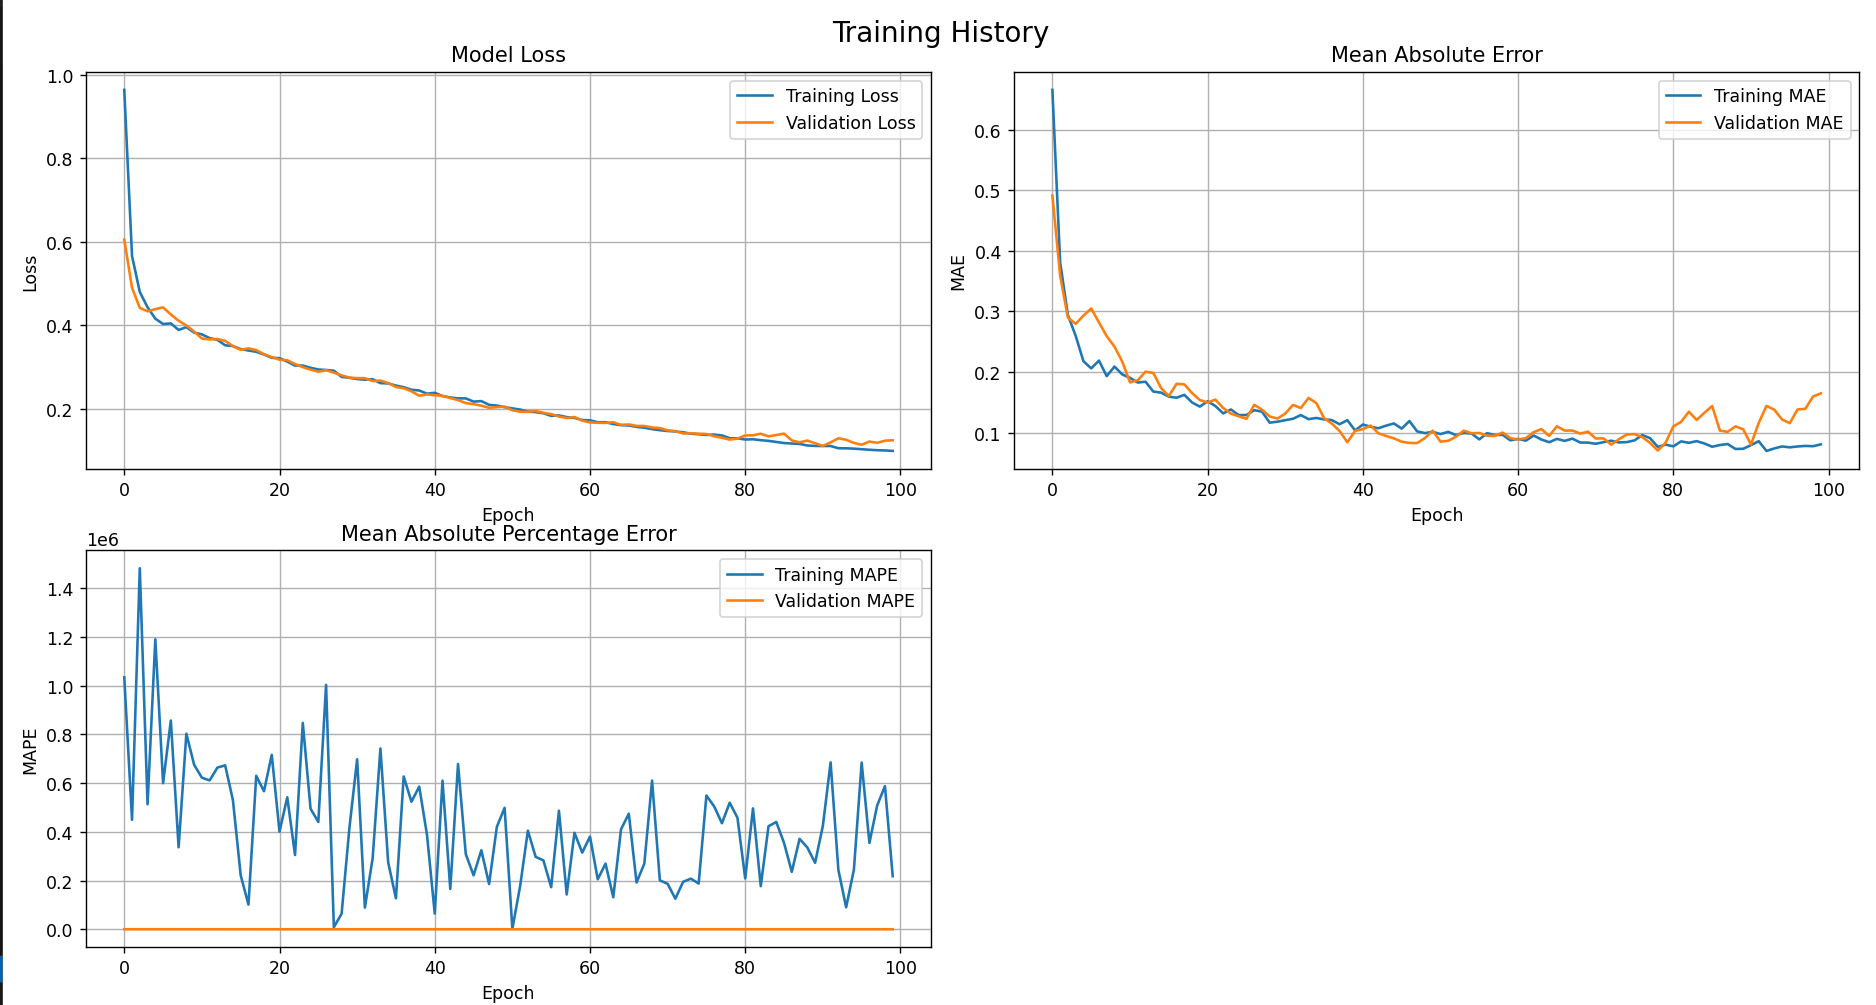 Training History
Model Loss
Training Loss
Validation Loss
1.0
0.8
0.6
0.4
0.2
Loss
0 20 40 60 80 100
Epoch
Mean Absolute Error
Training MAE
Validation MAE
0.6
0.5
0.4
0.3
0.2
0.1
MAE
0 20 40 60 80 100
Epoch
Mean Absolute Percentage Error
1e6
Training MAPE
Validation MAPE
1.4
1.2
1.0
0.8
0.6
0.4
0.2
0.0
MAPE
0 20 40 60 80 100
Epoch